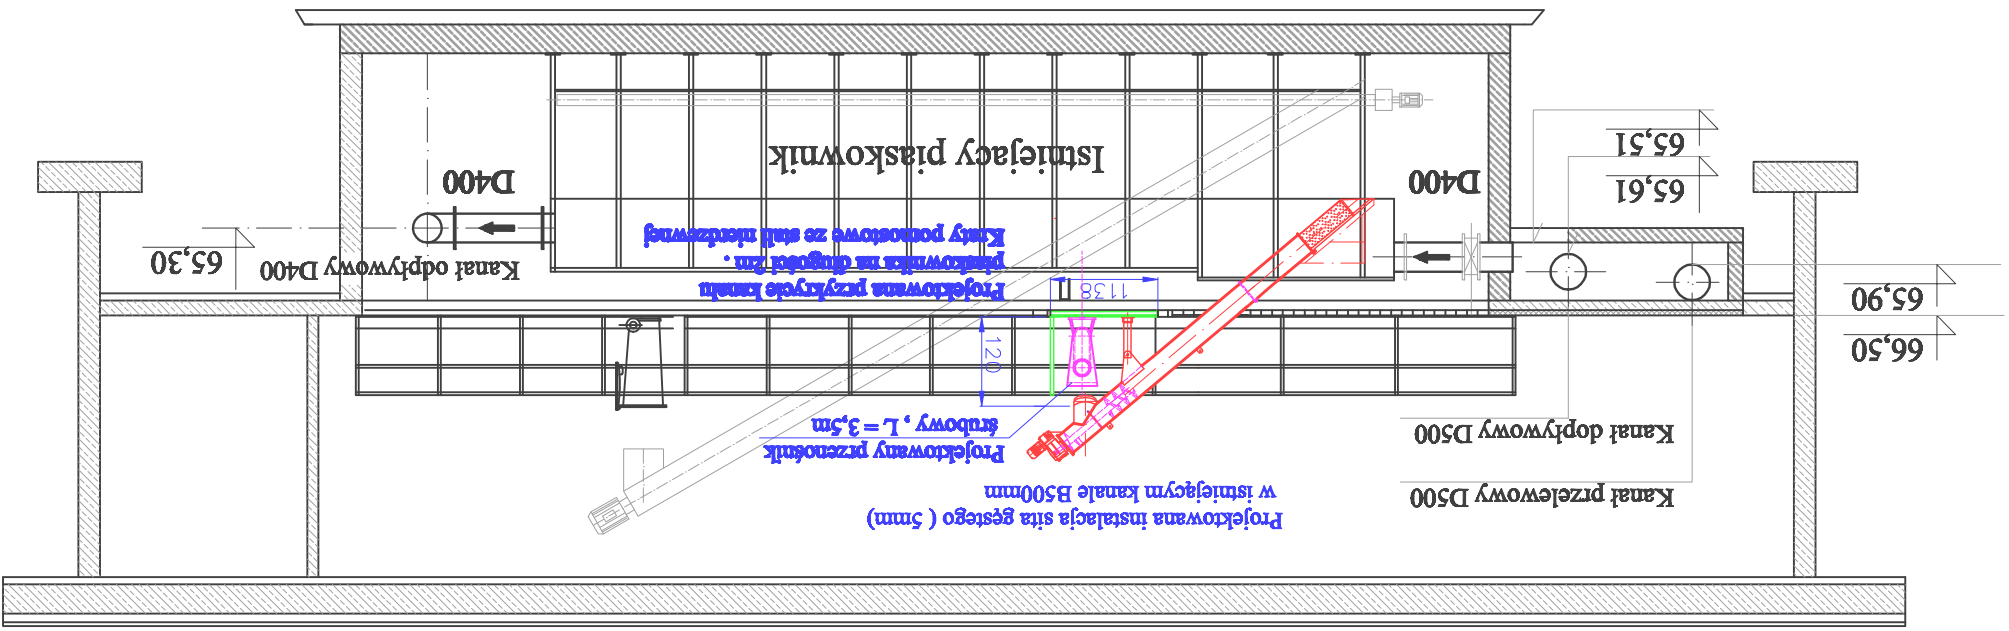 Projektowana instalacja sita gęstego ( 5mm)
w istniejącym kanale B500mm
Kanał przelewowy D500
Kanał dopływowy D500
Projektowany przenośnik
śrubowy , L = 3,5m
66,50
120
65,90
1138
Projektowana przykrycie kanału
piaskownika na długości 2m .
Kraty pomostowe ze stali nierdzewnej
Kanał odpływowy D400
65,30
65,61
D400
D400
Istniejacy piaskownik
65,51